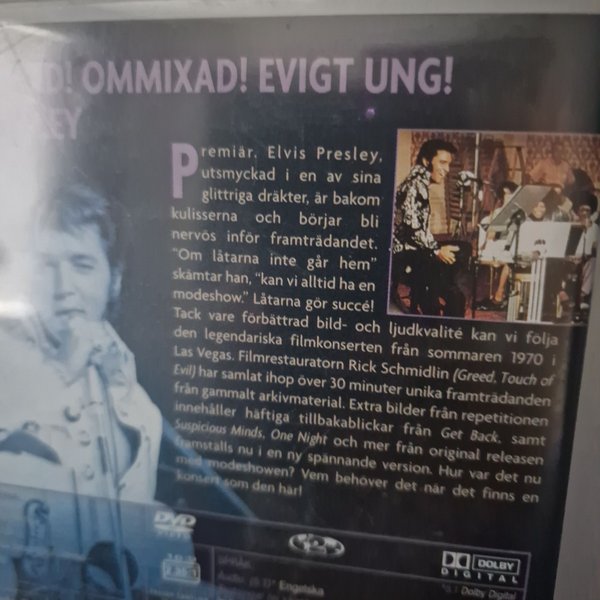 OMMIXAD! EVIGT UNG!
Premiär. Elvis Presley,
utsmyckad i en av sina
glittriga dräkter, är bakom
kulisserna och börjar bli
nervös inför framträdandet.
"Om låtarna inte går hem"
skämtar han, "kan vi alltid ha en
modeshow." Låtarna gör succé!
Tack vare förbättrad bild- och ljudkvalité kan vi följa
den legendariska filmkonserten från sommaren 1970 i
Las Vegas. Filmrestauratorn Rick Schmidlin (Greed, Touch of
Evil) har samlat ihop över 30 minuter unika framträdanden
från gammalt arkivmaterial. Extra bilder från repetitionen
innehåller häftiga tillbakablickar från Get Back, samt
Suspicious Minds, One Night och mer från original releasen
framställs nu i en ny spännande version. Hur var det nu
med modeshowen? Vem behöver det när det finns en
konsert som den här!
DVD
VIDEO
DOLBY
DIGITAL
Engelska
Dolby Digital